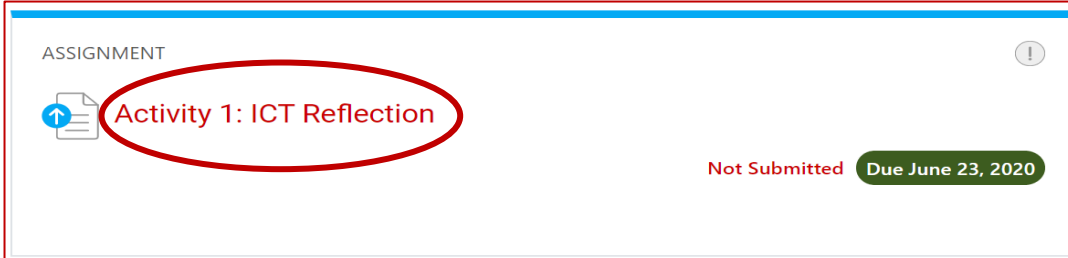 ASSIGNMENT
!
Activity 1: ICT Reflection
Not Submitted
Due June 23, 2020